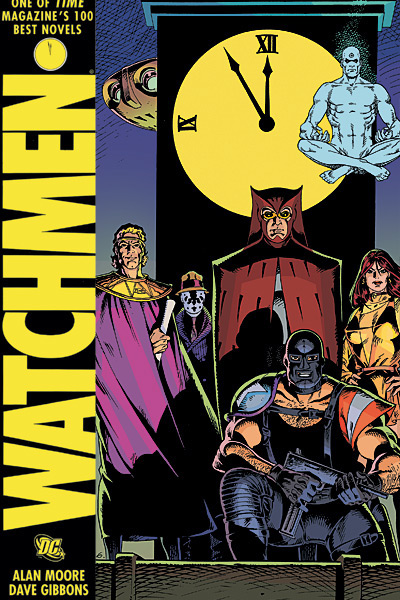 ONE OF TIME
MAGAZINE'S 100
BEST NOVELS
WATCHMEN
XII
IX
DC
ALAN MOORE
DAVE GIBBONS